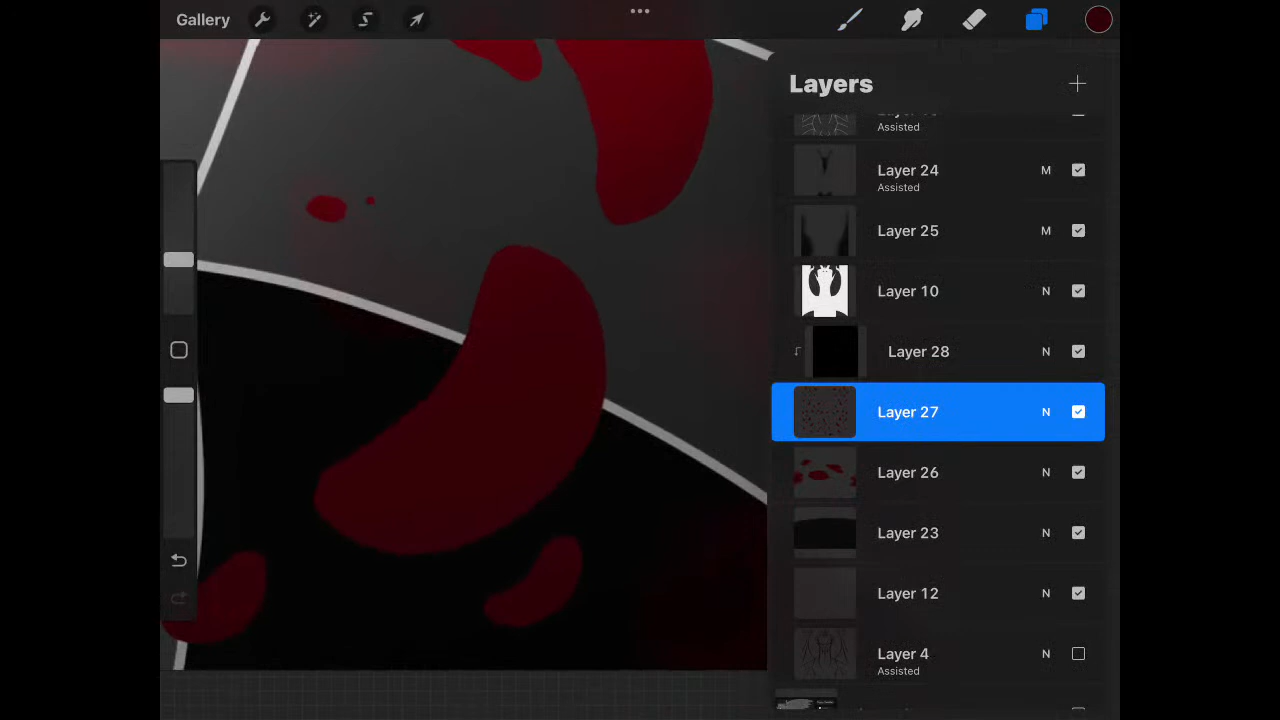 Gallery
Layers
Assisted
Layer 24 M
Assisted
Layer 25 M
Layer 10 N
Layer 28 N
Layer 27 N
Layer 26 N
Layer 23 N
Layer 12 N
Layer 4 N
Assisted